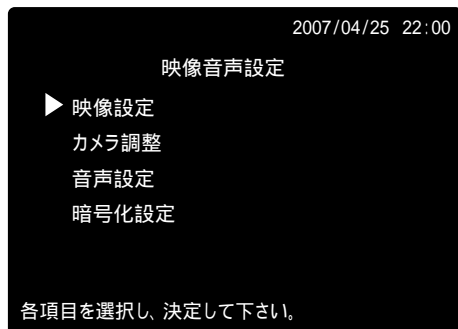 2007/04/25 22:00
映像音声設定
映像設定
カメラ調整
音声設定
暗号化設定
各項目を選択し、決定して下さい。